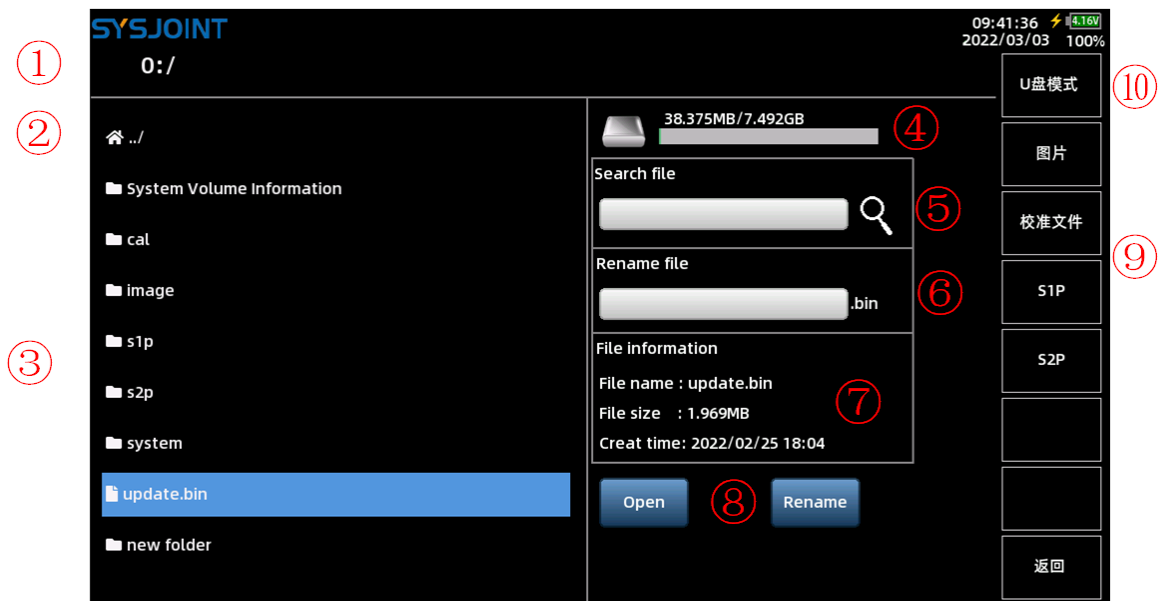 SYSJOINT
09:41:36 4.16V
2022/03/03 100%
① 0:/
U盘模式 ⑩
② ../
38.375MB/7.492GB ④
图片
System Volume Information
Search file
⑤
校准文件
cal
Rename file
⑨
image
.bin ⑥
S1P
③
s1p
File information
S2P
s2p
File name : update.bin
⑦
File size : 1.969MB
system
Creat time: 2022/02/25 18:04
update.bin
Open ⑧ Rename
new folder
返回